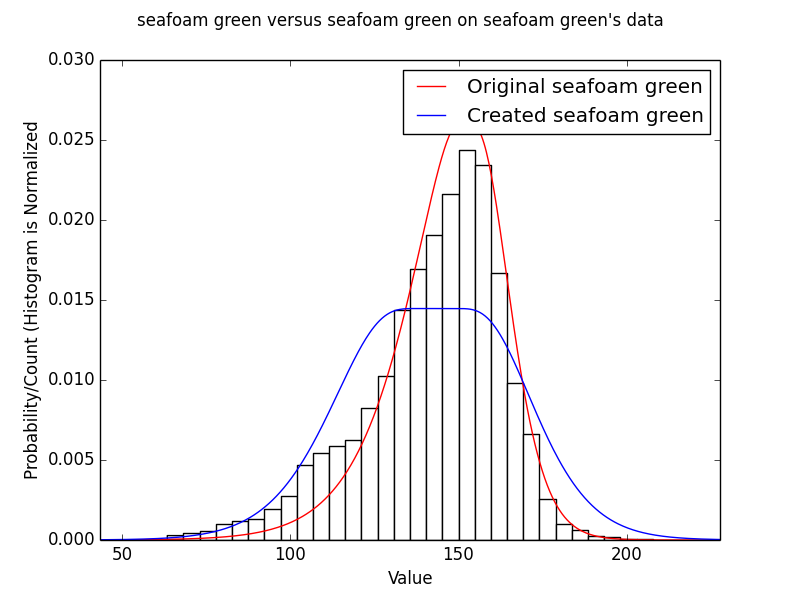 seafoam green versus seafoam green on seafoam green's data
0.030
0.025
0.020
0.015
0.010
0.005
0.000
Probability/Count (Histogram is Normalized
Original seafoam green
Created seafoam green
50 100 150 200
Value